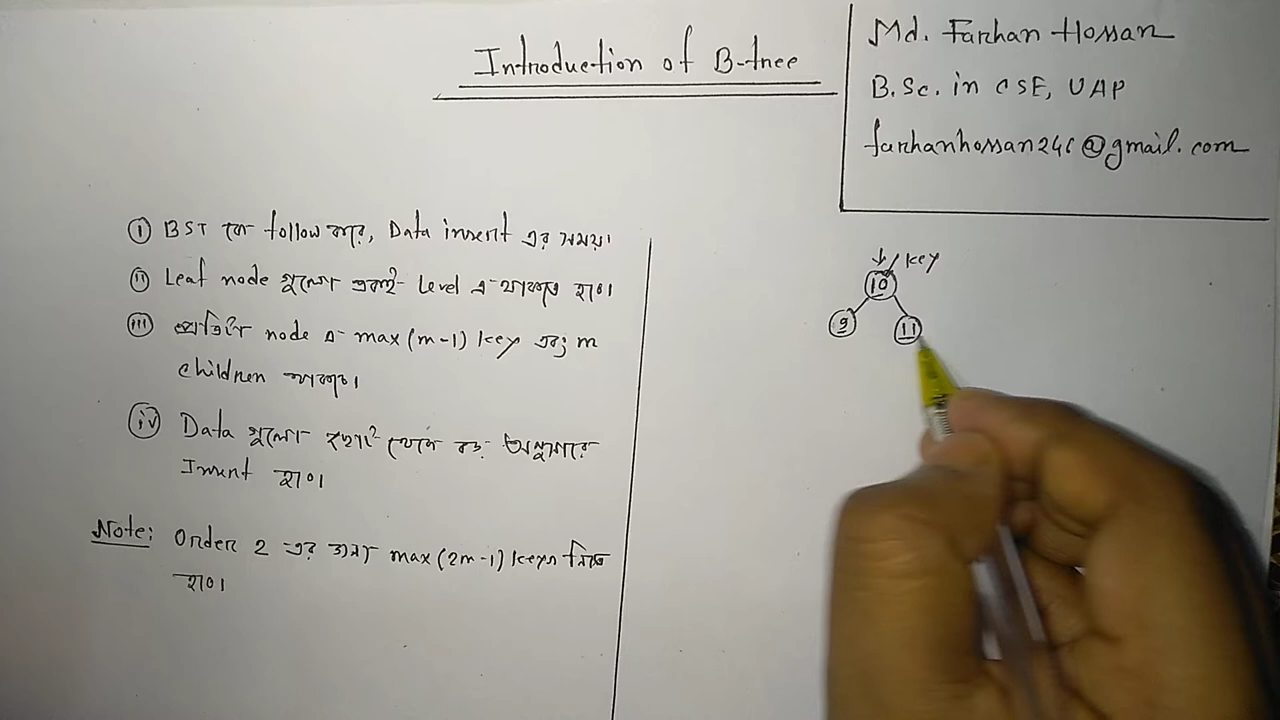 Introduction of B-tree
Md. Farhan Hossan
B.Sc. in CSE, UAP
farhanhossan246@gmail.com
i BST কে follow করে, Data insert এর সময়।
ii Leaf node গুলো একই Level এ থাকতে হবে।
iii প্রতিটি node এ max (m-1) key এবং m
children থাকবে।
iv Data গুলো ছোট থেকে বড় অনুসারে
Insert হবে।
Note: Order 2 এর জন্য max (2m-1) keys নিতে
হবে।
key
10
9 11